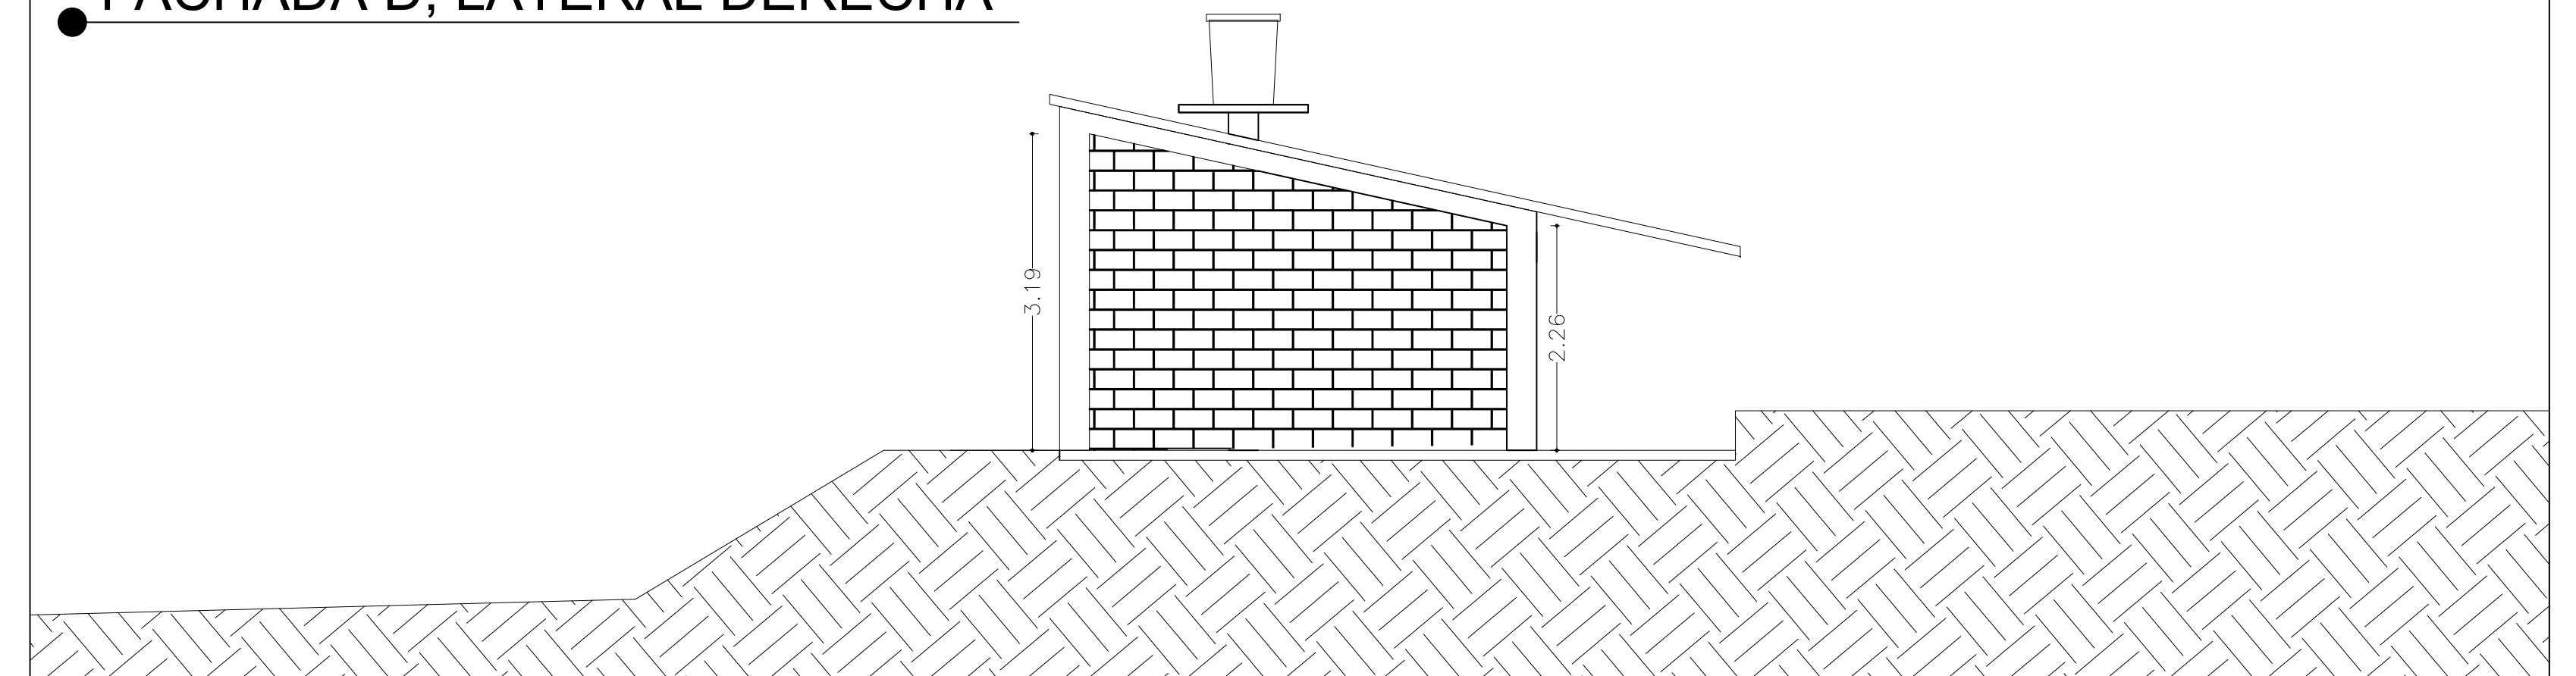 FACHADA D, LATERAL DERECHA
3.19
2.26